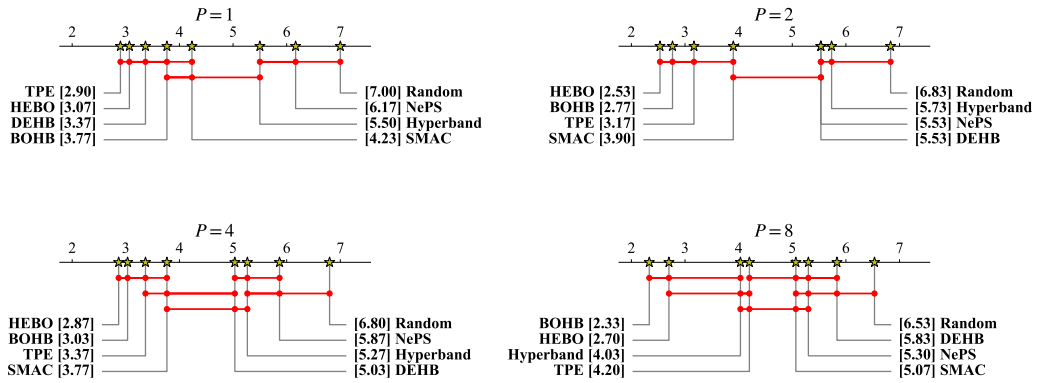 P = 1
2 3 4 5 6 7
TPE [2.90]
HEBO [3.07]
DEHB [3.37]
BOHB [3.77]
[7.00] Random
[6.17] NePS
[5.50] Hyperband
[4.23] SMAC
P = 2
2 3 4 5 6 7
HEBO [2.53]
BOHB [2.77]
TPE [3.17]
SMAC [3.90]
[6.83] Random
[5.73] Hyperband
[5.53] NePS
[5.53] DEHB
P = 4
2 3 4 5 6 7
HEBO [2.87]
BOHB [3.03]
TPE [3.37]
SMAC [3.77]
[6.80] Random
[5.87] NePS
[5.27] Hyperband
[5.03] DEHB
P = 8
2 3 4 5 6 7
BOHB [2.33]
HEBO [2.70]
Hyperband [4.03]
TPE [4.20]
[6.53] Random
[5.83] DEHB
[5.30] NePS
[5.07] SMAC